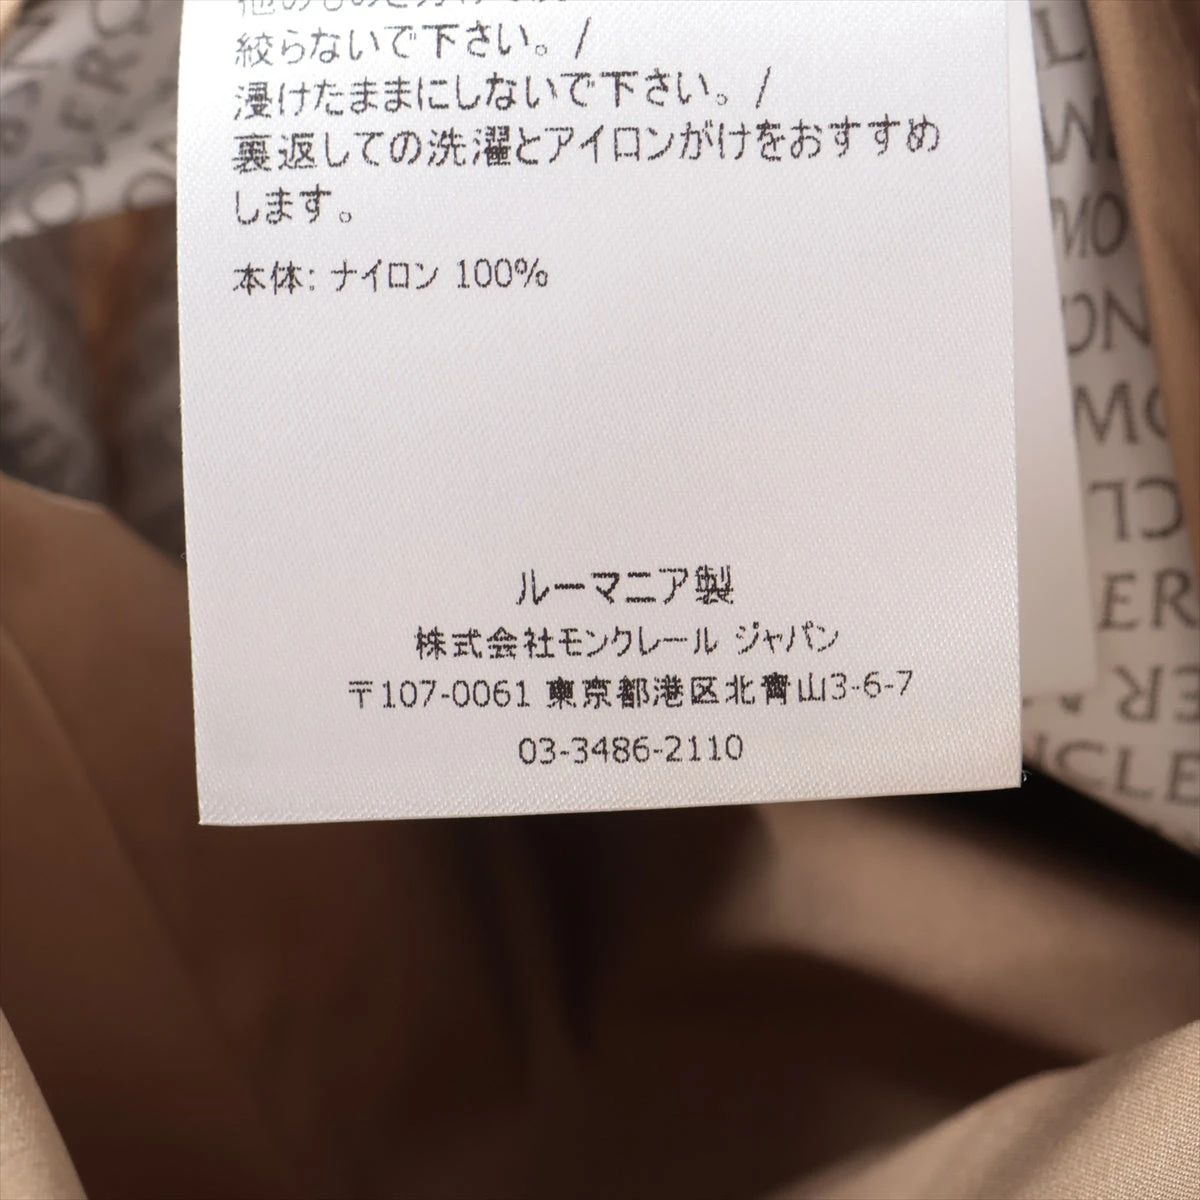 絞らないで下さい。/
浸けたままにしないで下さい。/
裏返しての洗濯とアイロンがけをおすすめ
します。
本体: ナイロン 100%
ルーマニア製
株式会社モンクレール ジャパン
〒107-0061 東京都港区北青山3-6-7
03-3486-2110